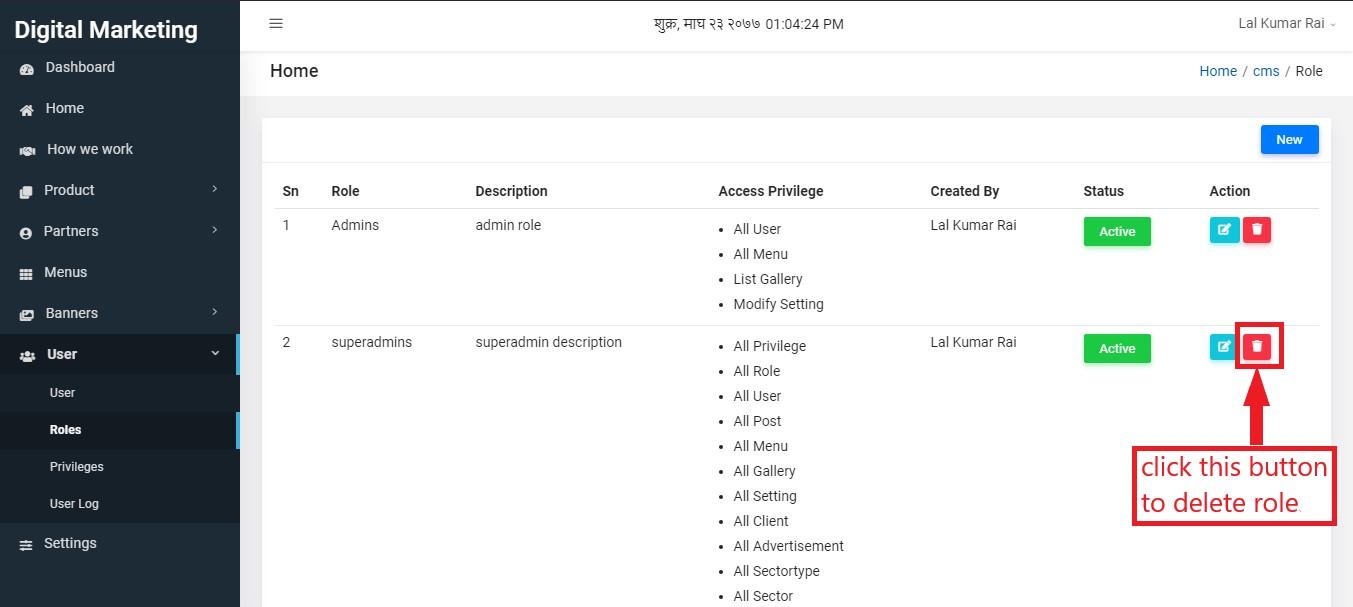 Digital Marketing
शुक्र, माघ २३ २०७७ 01:04:24 PM
Lal Kumar Rai
Dashboard
Home
How we work
Product
Partners
Menus
Banners
User
User
Roles
Privileges
User Log
Settings
Home
Home / cms / Role
New
Sn Role Description Access Privilege Created By Status Action
1 Admins admin role
• All User
• All Menu
• List Gallery
• Modify Setting
Lal Kumar Rai Active
2 superadmins superadmin description
• All Privilege
• All Role
• All User
• All Post
• All Menu
• All Gallery
• All Setting
• All Client
• All Advertisement
• All Sectortype
• All Sector
Lal Kumar Rai Active
click this button
to delete role